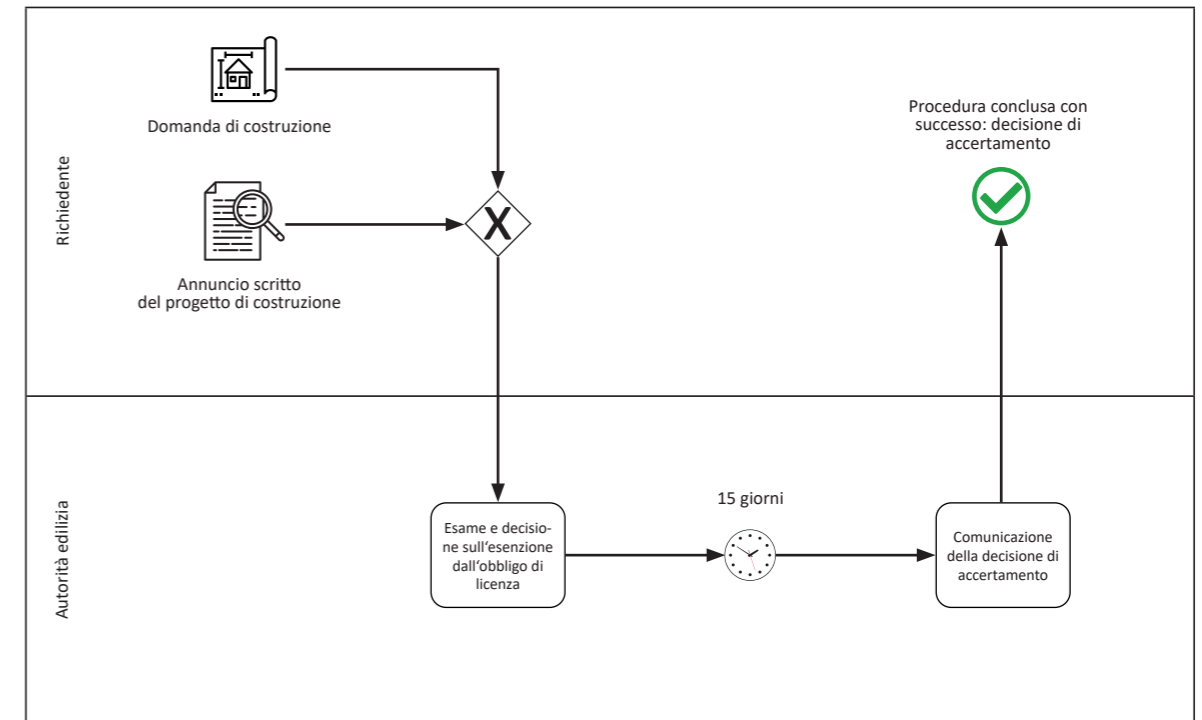 Richiedente
Domanda di costruzione
Annuncio scritto
del progetto di costruzione
X
Procedura conclusa con
successo: decisione di
accertamento
Autorità edilizia
Esame e decisio-
ne sull‘esenzione
dall‘obbligo di
licenza
15 giorni
Comunicazione
della decisione di
accertamento